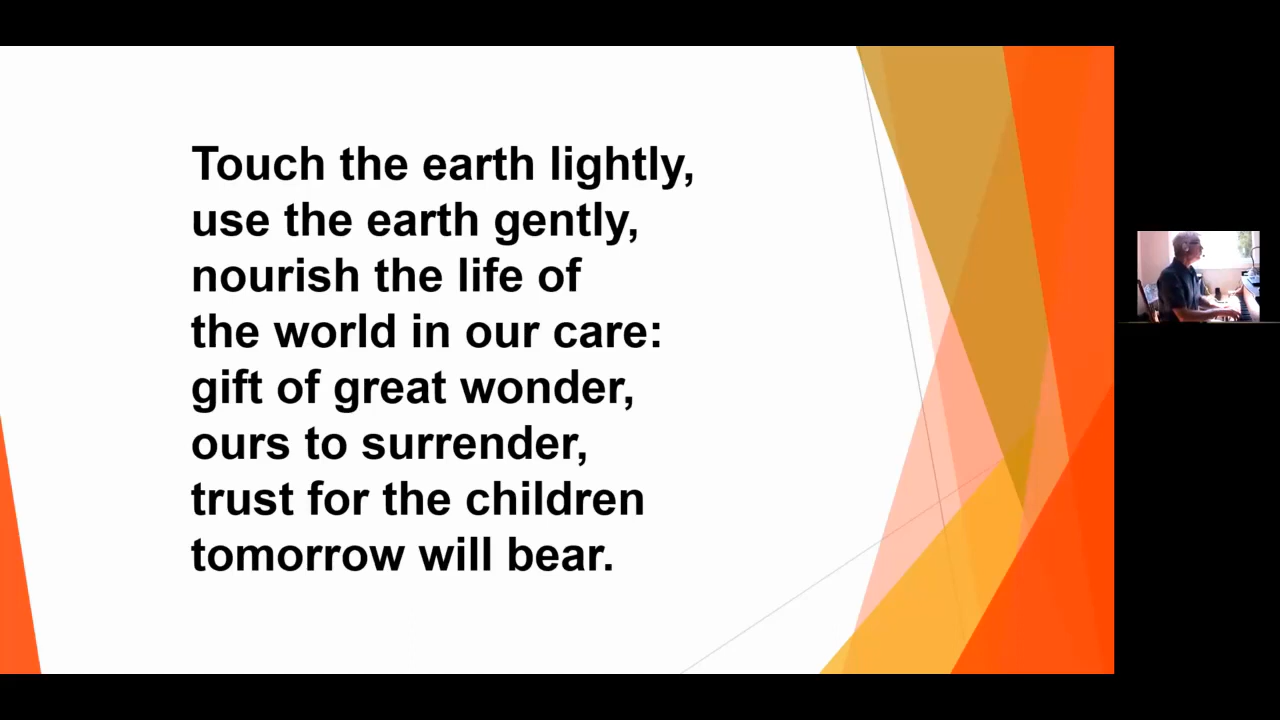 Touch the earth lightly,
use the earth gently,
nourish the life of
the world in our care:
gift of great wonder,
ours to surrender,
trust for the children
tomorrow will bear.